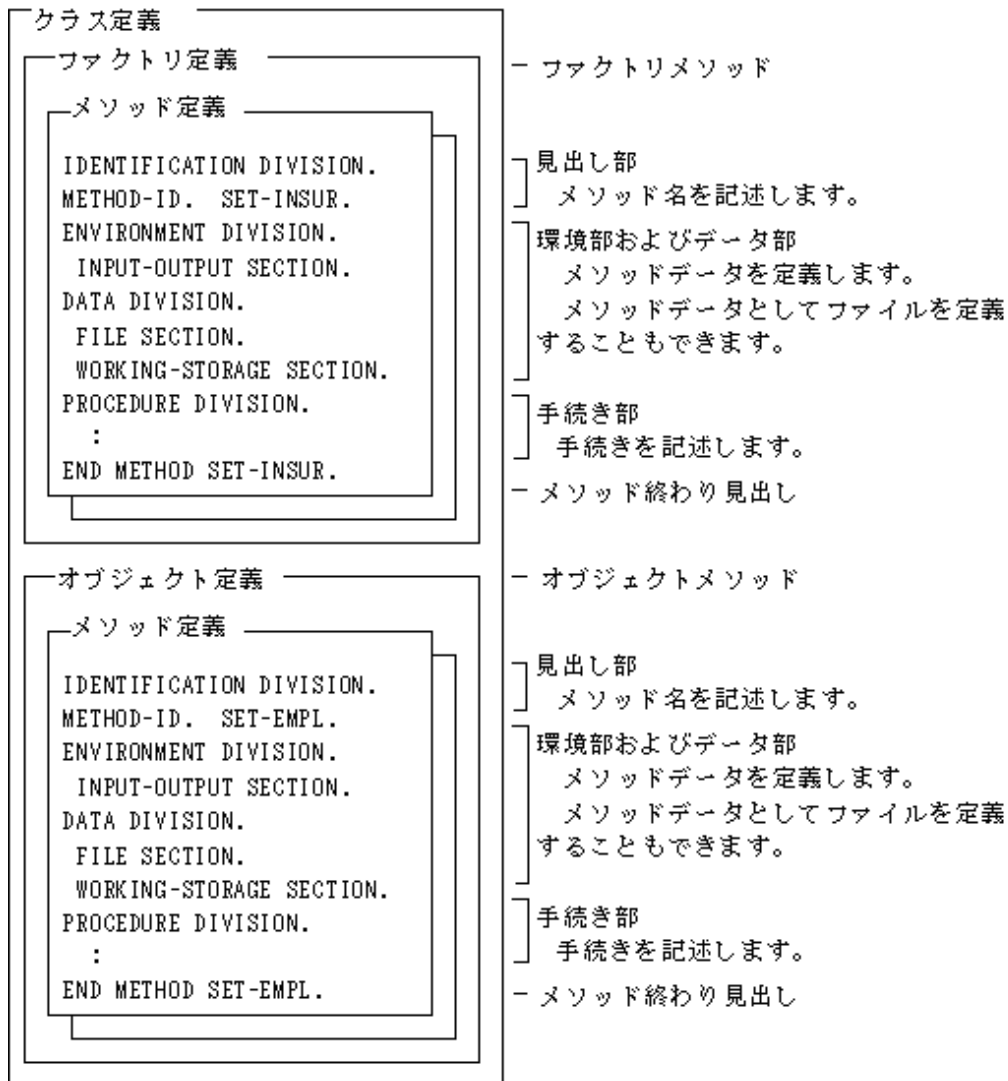 クラス定義
ファクトリ定義
ーファクトリメソッド
メソッド定義
IDENTIFICATION DIVISION.
METHOD-ID. SET-INSUR.
ENVIRONMENT DIVISION.
INPUT-OUTPUT SECTION.
DATA DIVISION.
FILE SECTION.
WORKING-STORAGE SECTION.
PROCEDURE DIVISION.
:
END METHOD SET-INSUR.
見出し部
メソッド名を記述します。
環境部およびデータ部
メソッドデータを定義します。
メソッドデータとしてファイルを定義
することもできます。
手続き部
手続きを記述します。
ーメソッド終わり見出し
オブジェクト定義
ーオブジェクトメソッド
メソッド定義
IDENTIFICATION DIVISION.
METHOD-ID. SET-EMPL.
ENVIRONMENT DIVISION.
INPUT-OUTPUT SECTION.
DATA DIVISION.
FILE SECTION.
WORKING-STORAGE SECTION.
PROCEDURE DIVISION.
:
END METHOD SET-EMPL.
見出し部
メソッド名を記述します。
環境部およびデータ部
メソッドデータを定義します。
メソッドデータとしてファイルを定義
することもできます。
手続き部
手続きを記述します。
ーメソッド終わり見出し